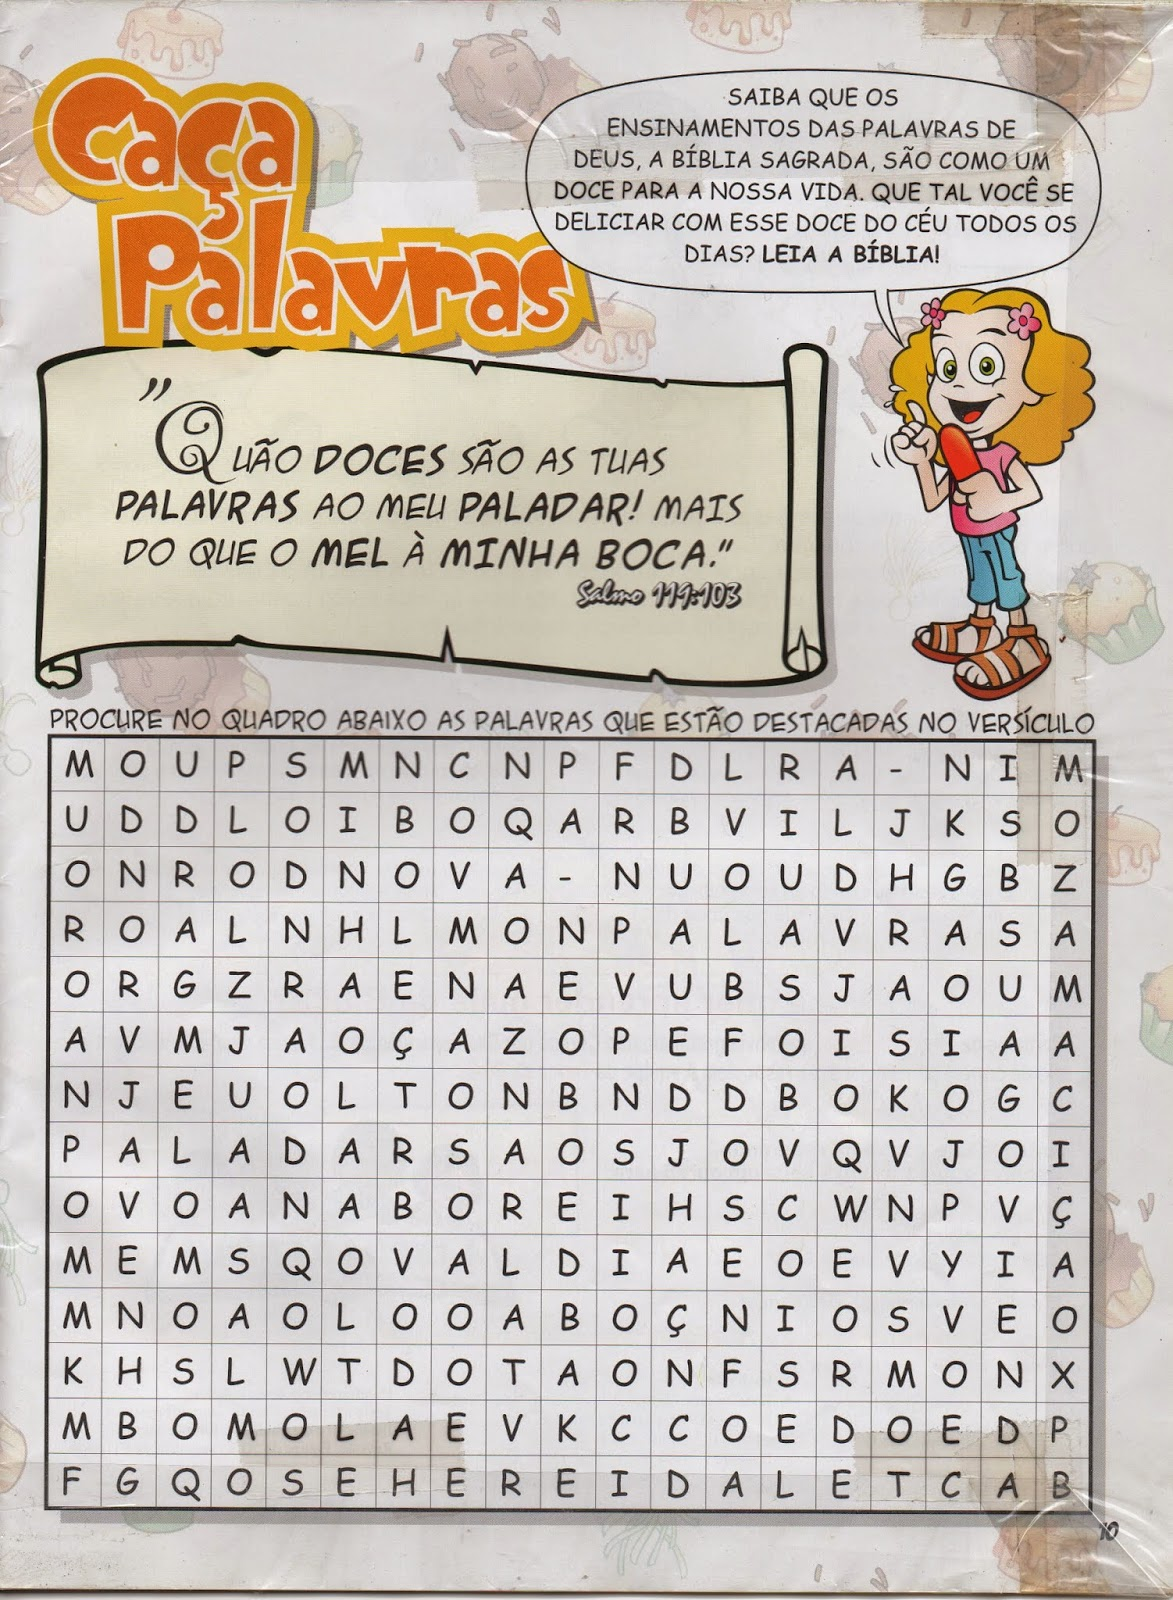 Caça
Palavras
SAIBA QUE OS
ENSINAMENTOS DAS PALAVRAS DE
DEUS, A BÍBLIA SAGRADA, SÃO COMO UM
DOCE PARA A NOSSA VIDA. QUE TAL VOCÊ SE
DELICIAR COM ESSE DOCE DO CÉU TODOS OS
DIAS? LEIA A BÍBLIA!
"QUÃO DOCES SÃO AS TUAS
PALAVRAS AO MEU PALADAR! MAIS
DO QUE O MEL À MINHA BOCA."
Salmo 119:103
PROCURE NO QUADRO ABAIXO AS PALAVRAS QUE ESTÃO DESTACADAS NO VERSÍCULO
M O U P S M N C N P F D L R A - N I M
U D D L O I B O Q A R B V I L J K S O
O N R O D N O V A - N U O U D H G B Z
R O A L N H L M O N P A L A V R A S A
O R G Z R A E N A E V U B S J A O U M
A V M J A O Ç A Z O P E F O I S I A A
N J E U O L T O N B N D D B O K O G C
P A L A D A R S A O S J O V Q V J O I
O V O A N A B O R E I H S C W N P V Ç
M E M S Q O V A L D I A E O E V Y I A
M N O A O L O O A B O Ç N I O S V E O
K H S L W T D O T A O N F S R M O N X
M B O M O L A E V K C C O E D O E D P
F G Q O S E H E R E I D A L E T C A B
10